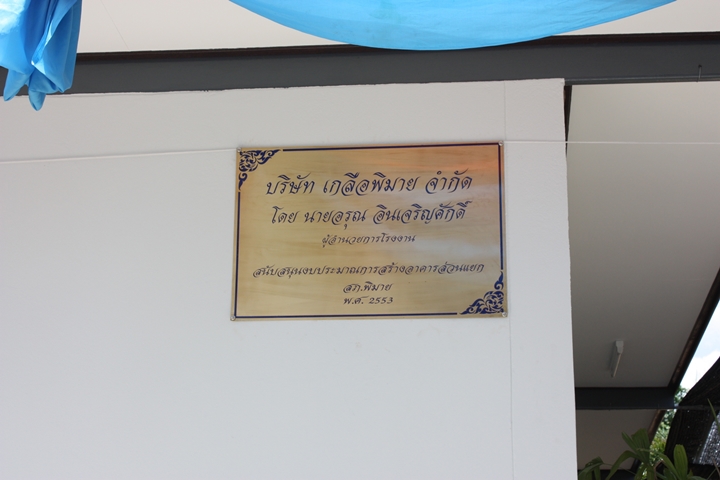 บริษัท เกลือพิมาย จำกัด
โดย นายอรุณ อินเจริญศักดิ์
ผู้อำนวยการโรงงาน
สนับสนุนงบประมาณการสร้างอาคารส่วนแยก
สภ.พิมาย
พ.ศ. 2553